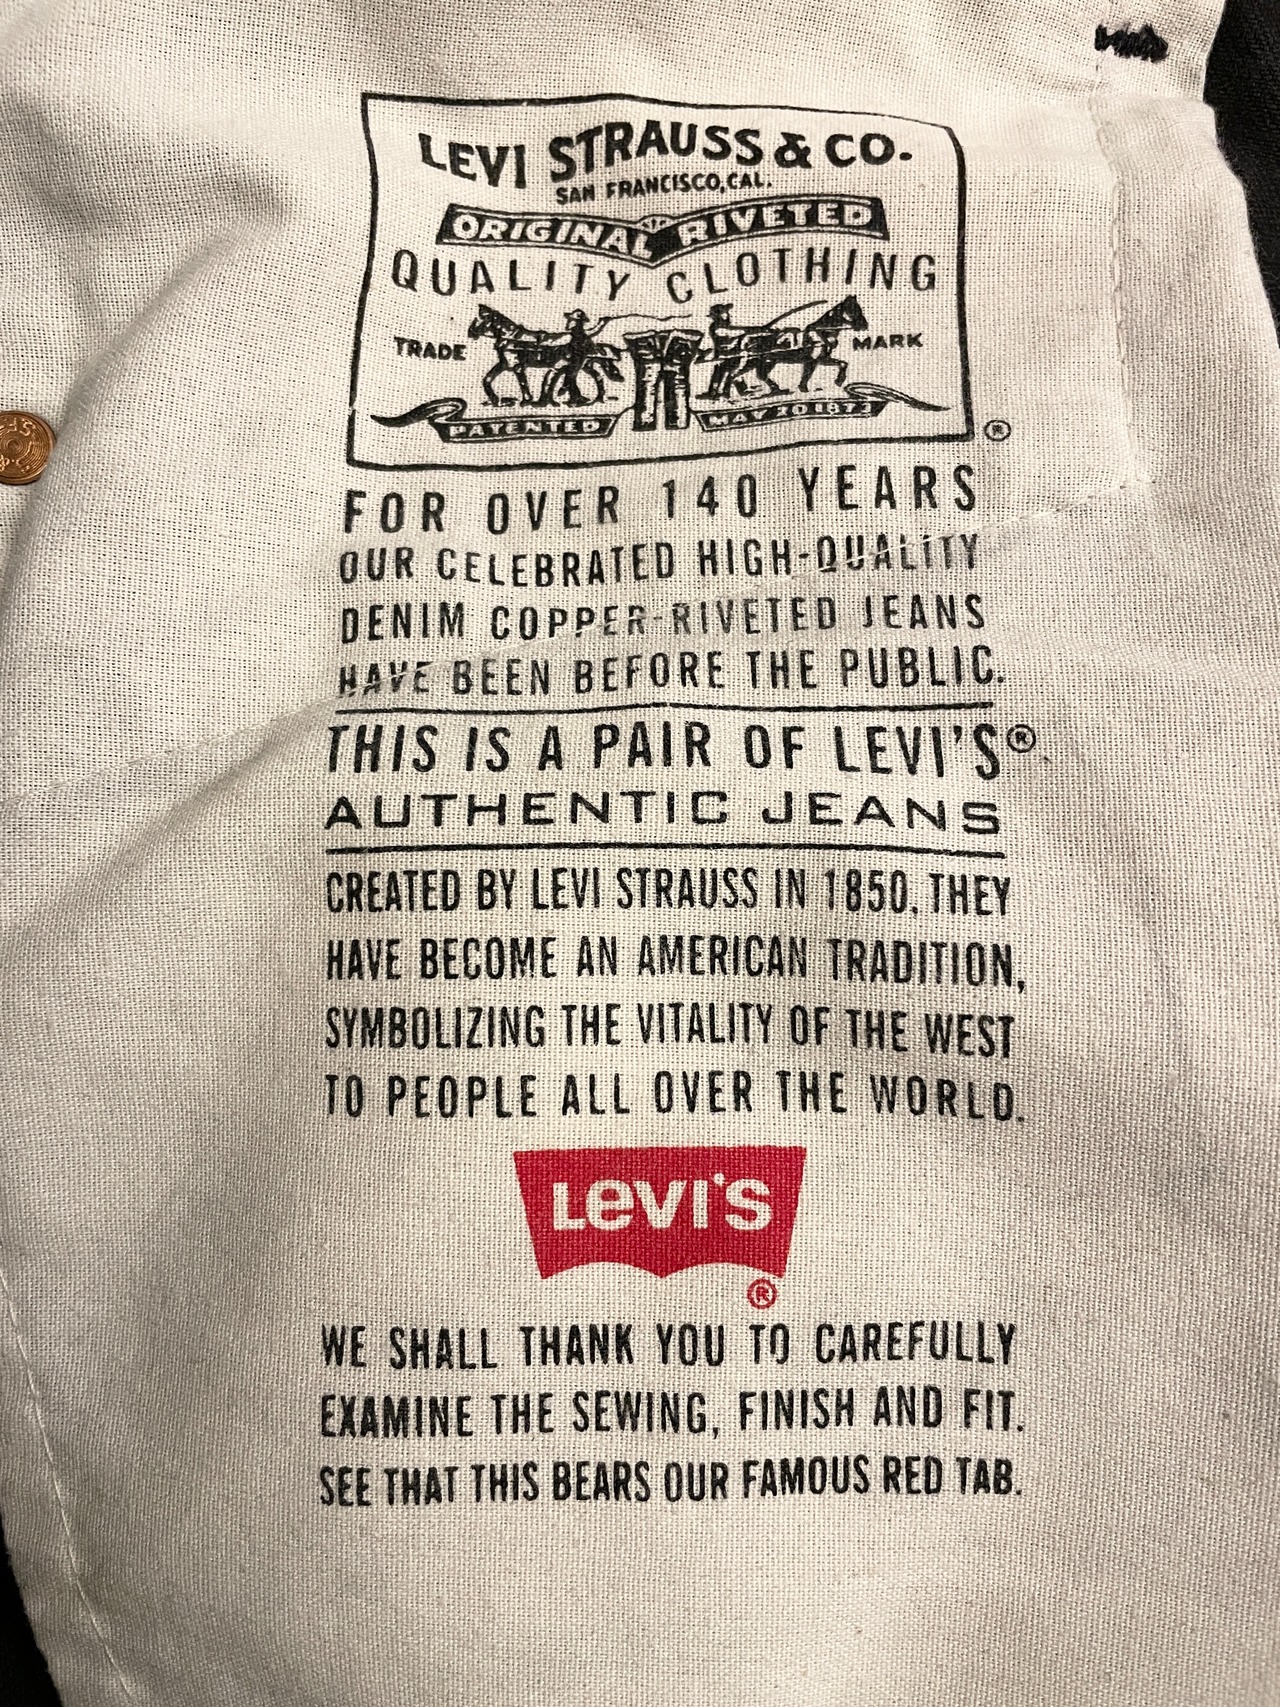 LEVI STRAUSS & CO.
SAN FRANCISCO, CAL.
ORIGINAL RIVETED
QUALITY CLOTHING
TRADE MARK
PATENTED MAY 20 1873
®
FOR OVER 140 YEARS
OUR CELEBRATED HIGH-QUALITY
DENIM COPPER-RIVETED JEANS
HAVE BEEN BEFORE THE PUBLIC.
THIS IS A PAIR OF LEVI'S®
AUTHENTIC JEANS
CREATED BY LEVI STRAUSS IN 1850. THEY
HAVE BECOME AN AMERICAN TRADITION,
SYMBOLIZING THE VITALITY OF THE WEST
TO PEOPLE ALL OVER THE WORLD.
LeVI'S
®
WE SHALL THANK YOU TO CAREFULLY
EXAMINE THE SEWING, FINISH AND FIT.
SEE THAT THIS BEARS OUR FAMOUS RED TAB.